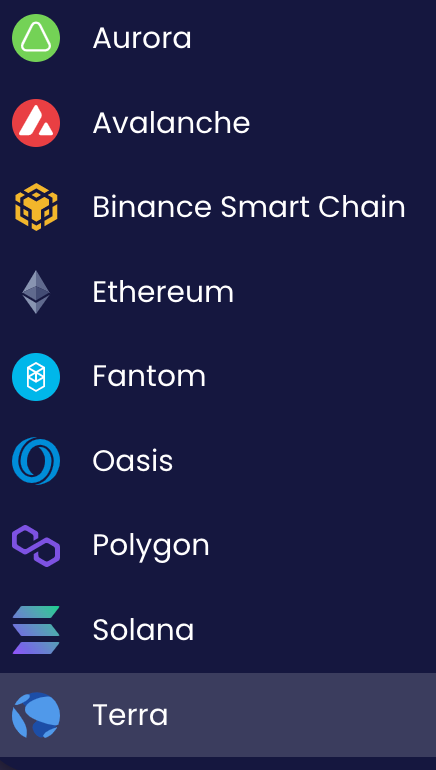 Aurora
Avalanche
Binance Smart Chain
Ethereum
Fantom
Oasis
Polygon
Solana
Terra